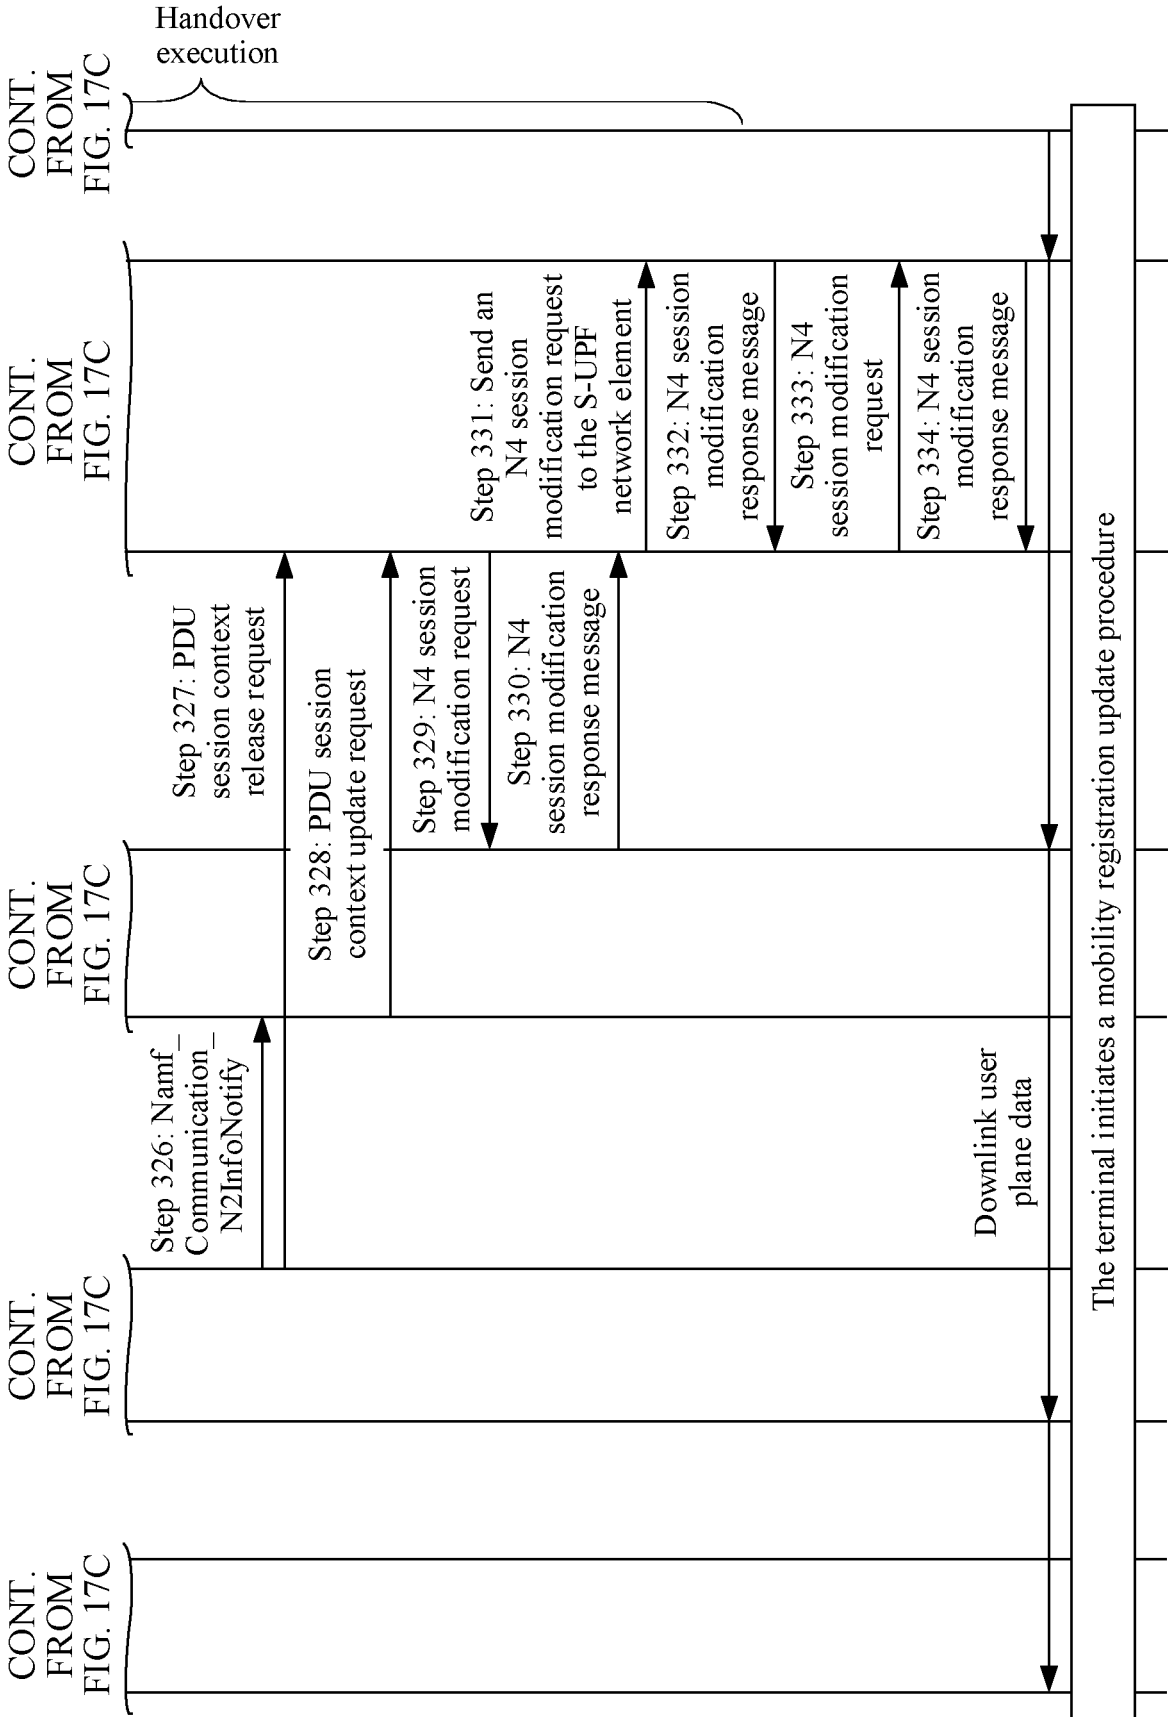 CONT.
FROM
FIG. 17C
CONT.
FROM
FIG. 17C
CONT.
FROM
FIG. 17C
CONT.
FROM
FIG. 17C
CONT.
FROM
FIG. 17C
Handover
execution
Step 326: Namf_
Communication_
N2InfoNotify
Step 327: PDU
session context
release request
Step 328: PDU session
context update request
Step 329: N4 session
modification request
Step 330: N4
session modification
response message
Step 331: Send an
N4 session
modification request
to the S-UPF
network element
Step 332: N4 session
modification
response message
Step 333: N4
session modification
request
Step 334: N4 session
modification
response message
Downlink user
plane data
The terminal initiates a mobility registration update procedure